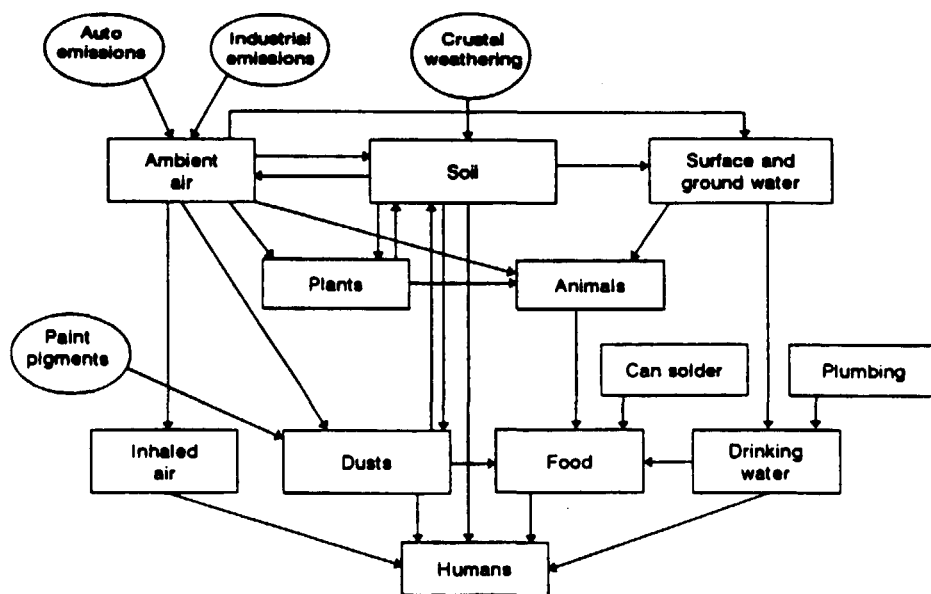 Auto
emissions
Industrial
emissions
Crustal
weathering
Ambient
air
Soil
Surface and
ground water
Plants
Animals
Paint
pigments
Can solder
Plumbing
Inhaled
air
Dusts
Food
Drinking
water
Humans